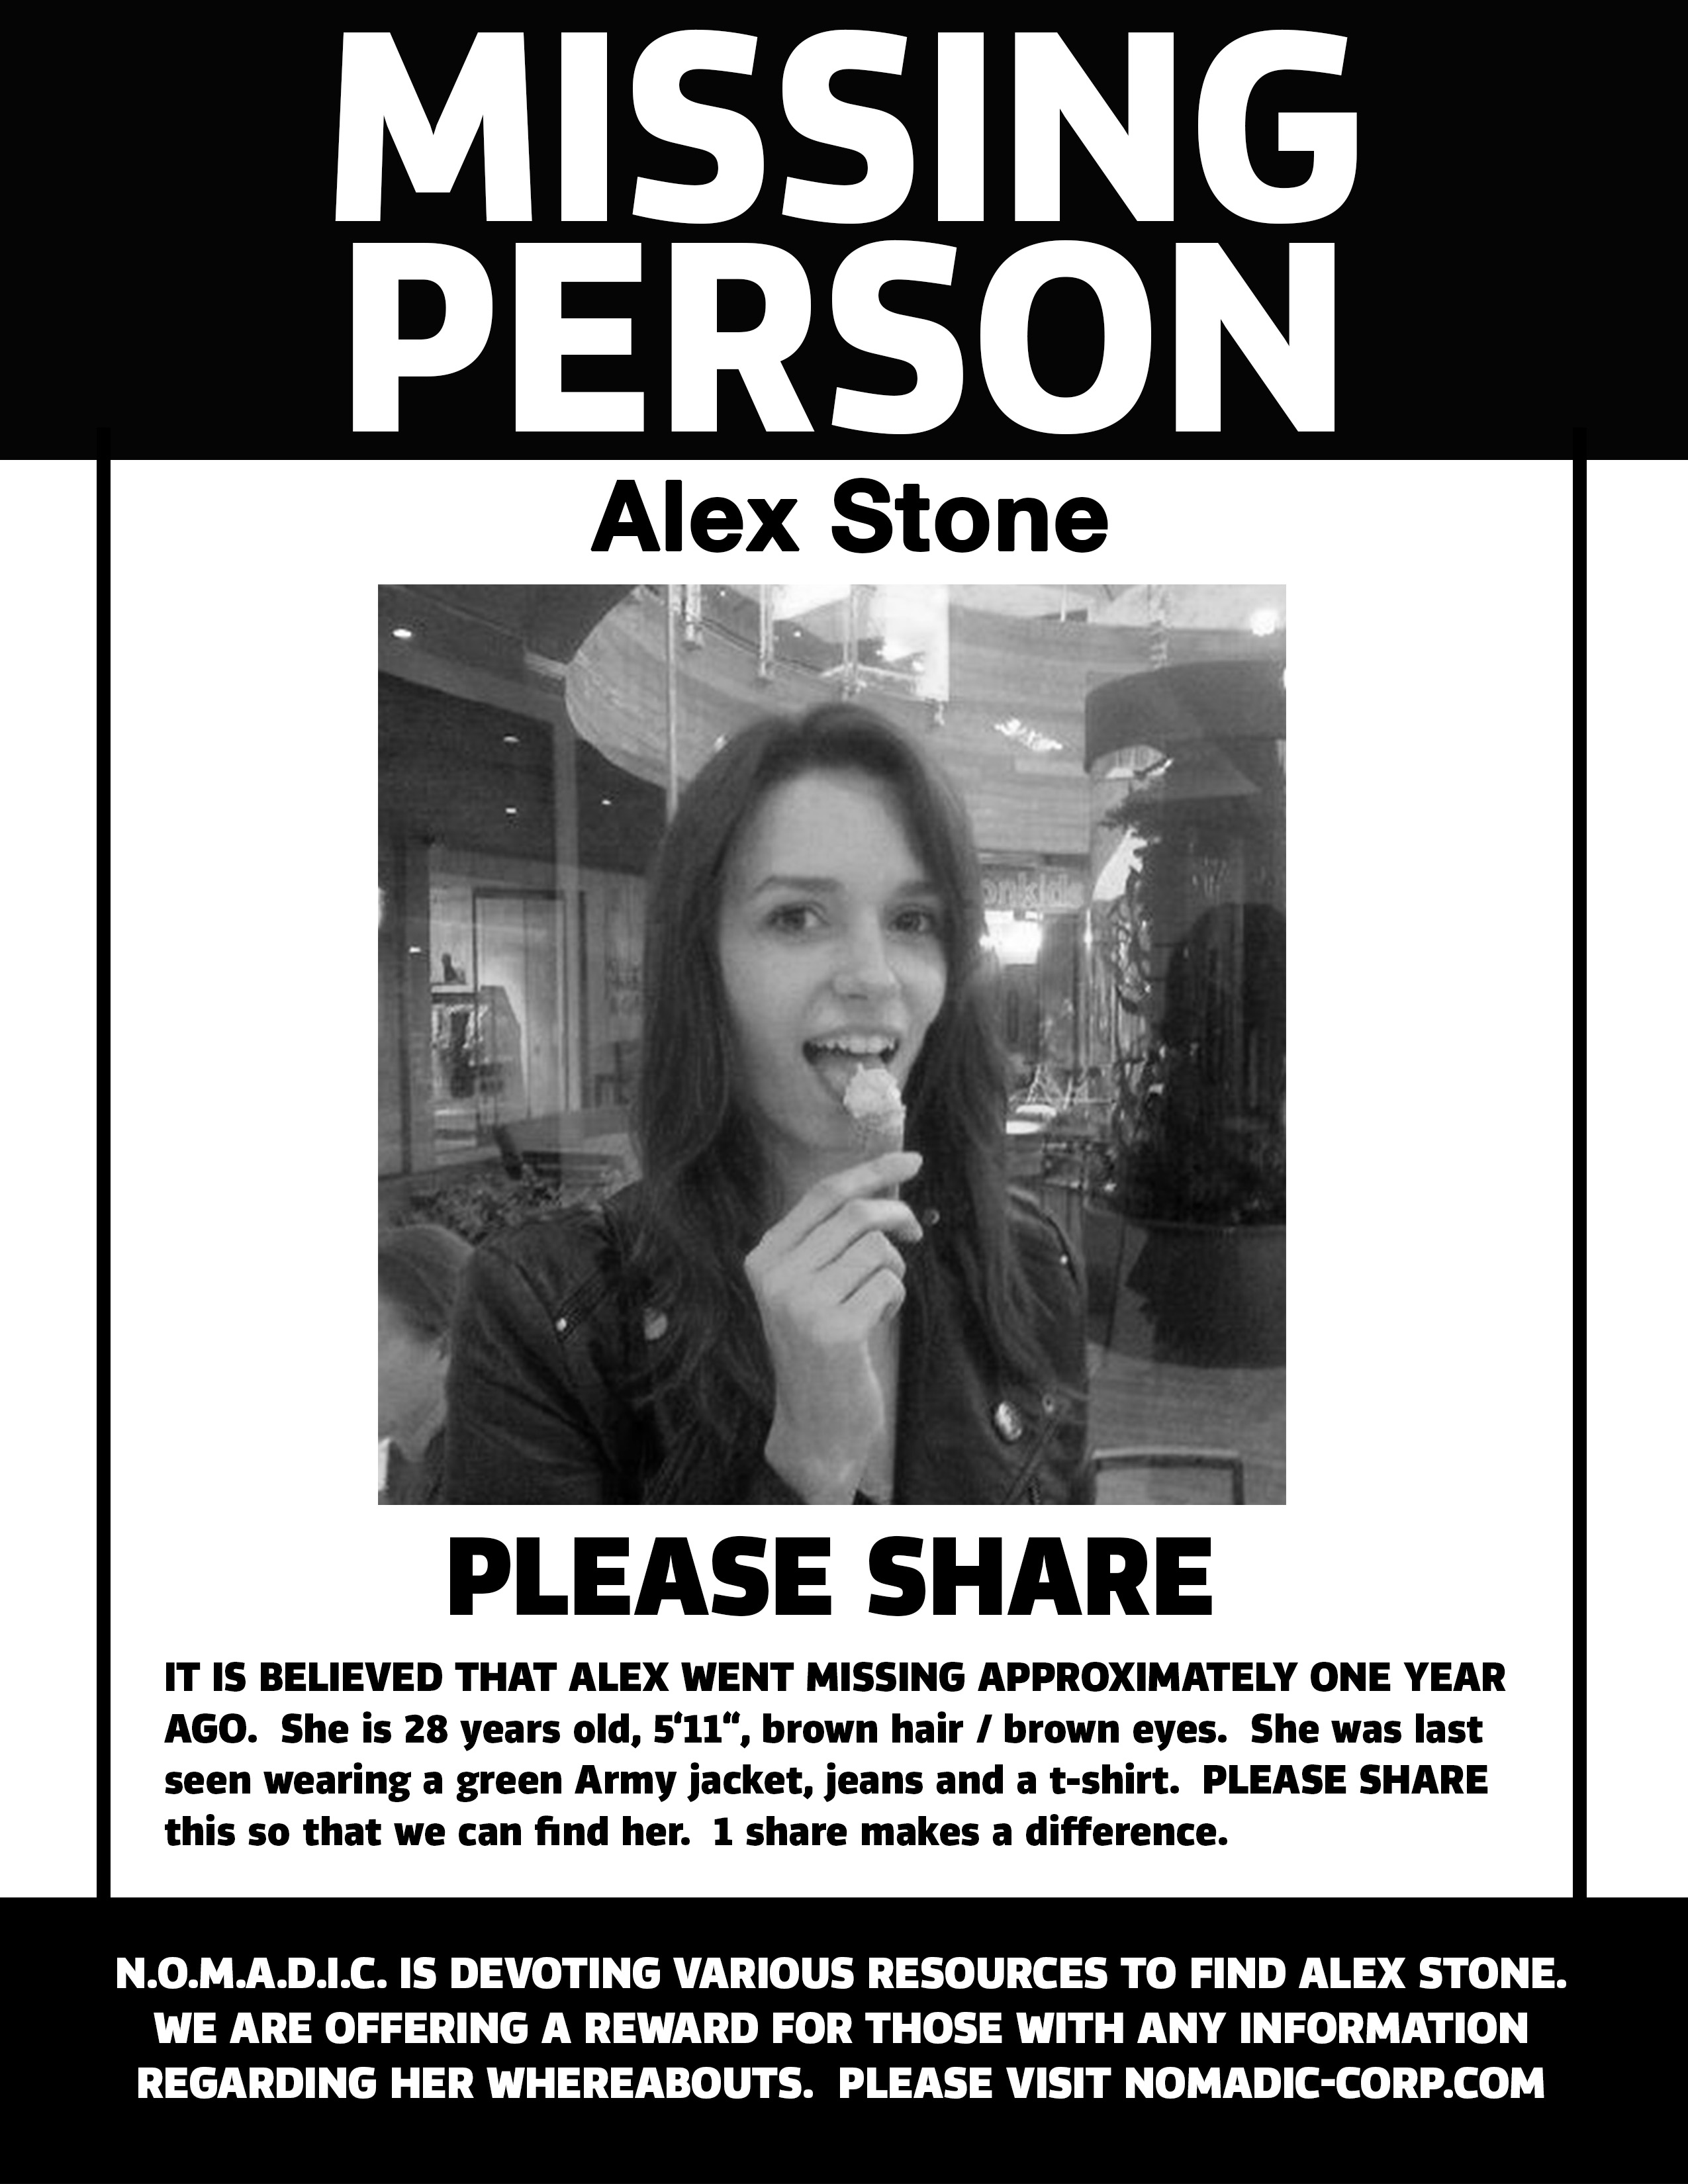 MISSING
PERSON
Alex Stone
onkids
PLEASE SHARE
IT IS BELIEVED THAT ALEX WENT MISSING APPROXIMATELY ONE YEAR
AGO.  She is 28 years old, 5‘11“, brown hair / brown eyes.  She was last
seen wearing a green Army jacket, jeans and a t-shirt.  PLEASE SHARE
this so that we can find her.  1 share makes a difference.
N.O.M.A.D.I.C. IS DEVOTING VARIOUS RESOURCES TO FIND ALEX STONE.
WE ARE OFFERING A REWARD FOR THOSE WITH ANY INFORMATION
REGARDING HER WHEREABOUTS.  PLEASE VISIT NOMADIC-CORP.COM